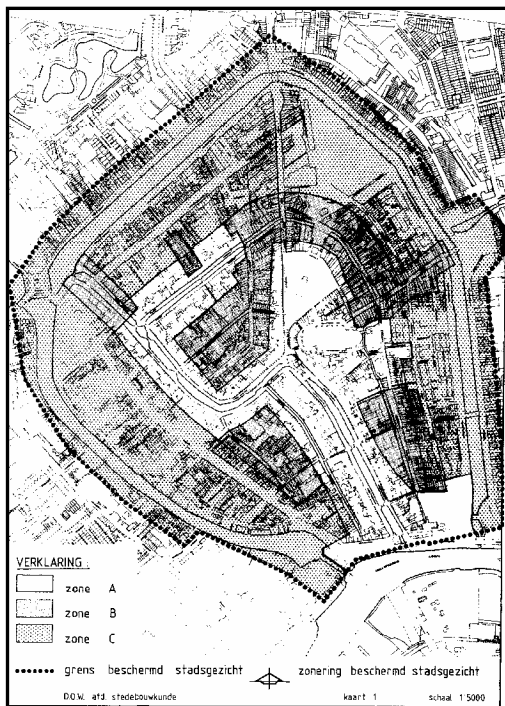 VERKLARING :
zone A
zone B
zone C
grens beschermd stadsgezicht
zonering beschermd stadsgezicht
D.O.W. afd. stedebouwkunde
kaart 1
schaal 1:5000